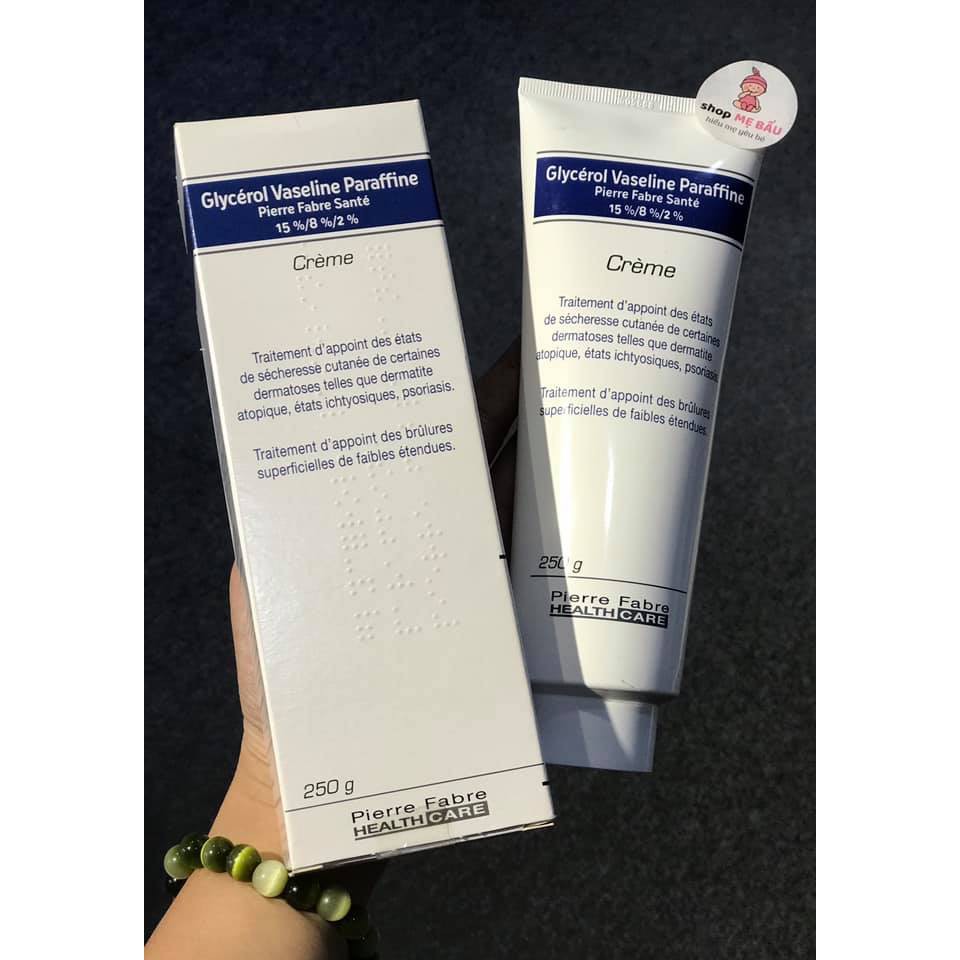 Glycérol Vaseline Paraffine
Pierre Fabre Santé
15 %/8 %/2 %
Crème
Traitement d'appoint des états
de sécheresse cutanée de certaines
dermatoses telles que dermatite
atopique, états ichtyosiques, psoriasis.
Traitement d'appoint des brûlures
superficielles de faibles étendues.
250 g
Pierre Fabre
HEALTH CARE
shop MẸ BẦU
hiểu mẹ yêu bé
Glycérol Vaseline Paraffine
Pierre Fabre Santé
15 %/8 %/2 %
Crème
Traitement d'appoint des états
de sécheresse cutanée de certaines
dermatoses telles que dermatite
atopique, états ichtyosiques, psoriasis.
Traitement d'appoint des brûlures
superficielles de faibles étendues.
250 g
Pierre Fabre
HEALTH CARE